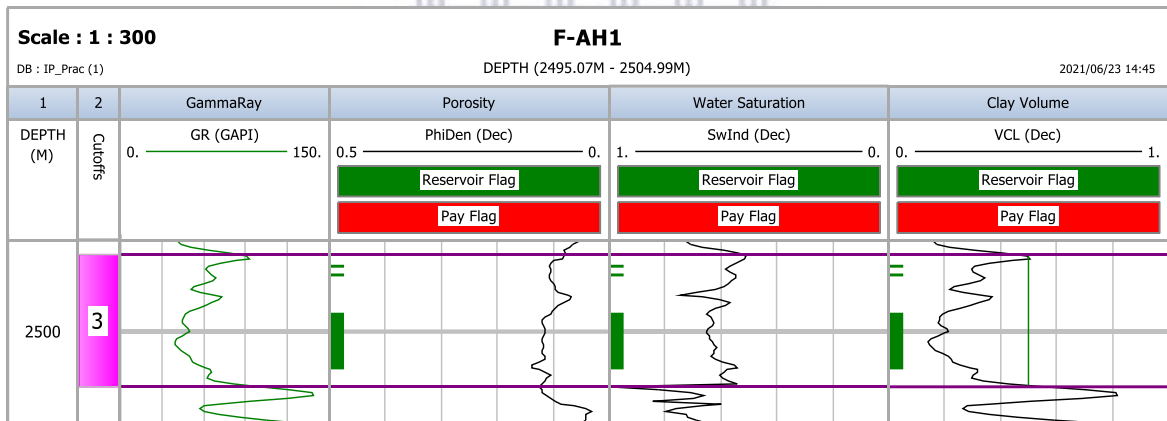 Scale : 1 : 300
F-AH1
DB : IP_Prac (1)
DEPTH (2495.07M - 2504.99M)
2021/06/23 14:45
1 2 GammaRay Porosity Water Saturation Clay Volume
DEPTH
(M)
Cutoffs
GR (GAPI)
0. 150.
PhiDen (Dec)
0.5 0.
Reservoir Flag
Pay Flag
SwInd (Dec)
1. 0.
Reservoir Flag
Pay Flag
VCL (Dec)
0. 1.
Reservoir Flag
Pay Flag
2500
3